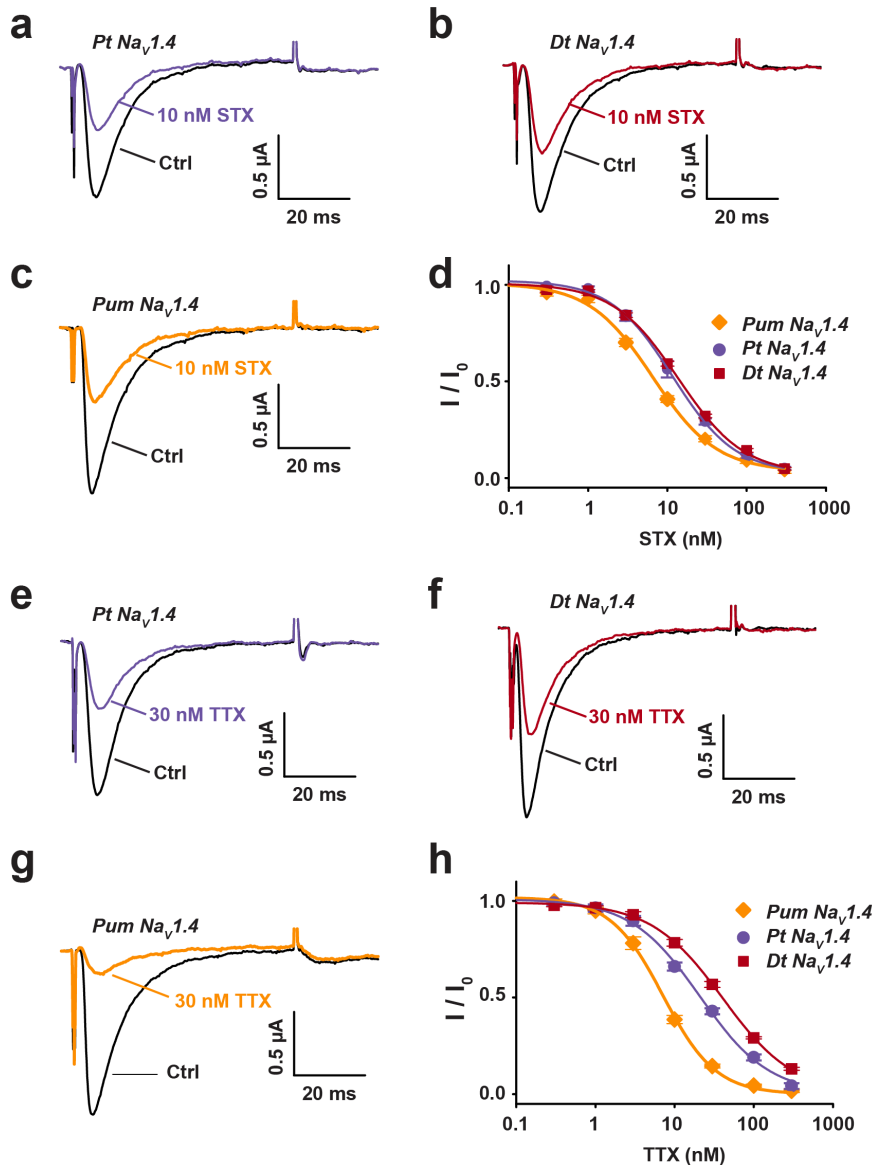 a
Pt NaV1.4
10 nM STX
Ctrl
0.5 µA
20 ms
b
Dt NaV1.4
10 nM STX
Ctrl
0.5 µA
20 ms
c
Pum NaV1.4
10 nM STX
Ctrl
0.5 µA
20 ms
d
1.0
0.5
0.0
I / I0
0.1 1 10 100 1000
STX (nM)
Pum NaV1.4
Pt NaV1.4
Dt NaV1.4
e
Pt NaV1.4
30 nM TTX
Ctrl
0.5 µA
20 ms
f
Dt NaV1.4
30 nM TTX
Ctrl
0.5 µA
20 ms
g
Pum NaV1.4
30 nM TTX
Ctrl
0.5 µA
20 ms
h
1.0
0.5
0.0
I / I0
0.1 1 10 100 1000
TTX (nM)
Pum NaV1.4
Pt NaV1.4
Dt NaV1.4